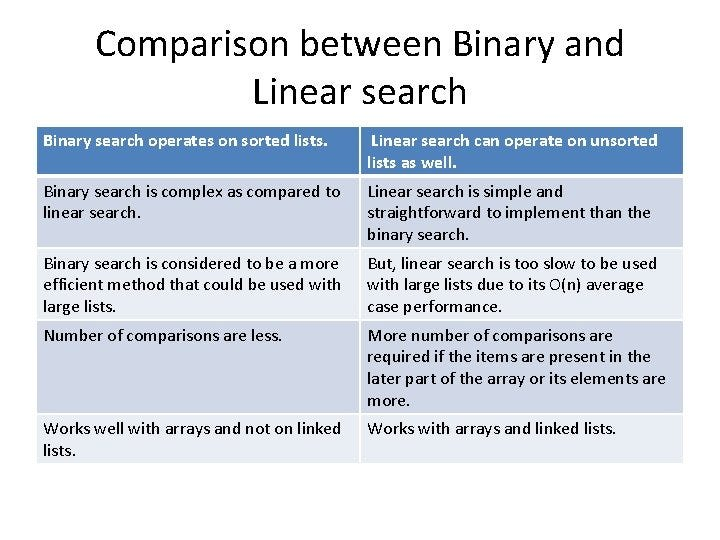 Comparison between Binary and
Linear search
Binary search operates on sorted lists.
Linear search can operate on unsorted
lists as well.
Binary search is complex as compared to
linear search.
Linear search is simple and
straightforward to implement than the
binary search.
Binary search is considered to be a more
efficient method that could be used with
large lists.
But, linear search is too slow to be used
with large lists due to its O(n) average
case performance.
Number of comparisons are less.
More number of comparisons are
required if the items are present in the
later part of the array or its elements are
more.
Works well with arrays and not on linked
lists.
Works with arrays and linked lists.